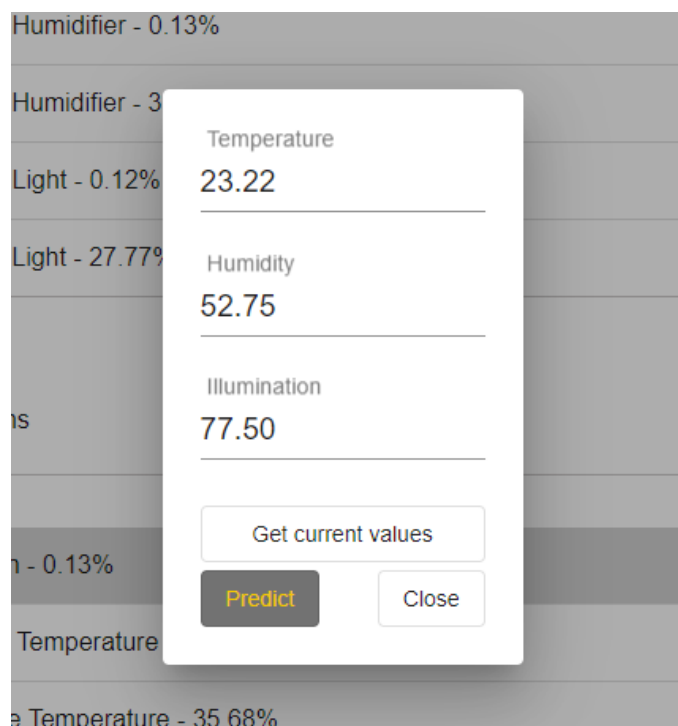 Humidifier - 0.13%
Humidifier - 3
Light - 0.12%
Light - 27.77%
Temperature
23.22
Humidity
52.75
Illumination
77.50
Get current values
- 0.13%
Predict
Close
Temperature
Temperature - 35.68%